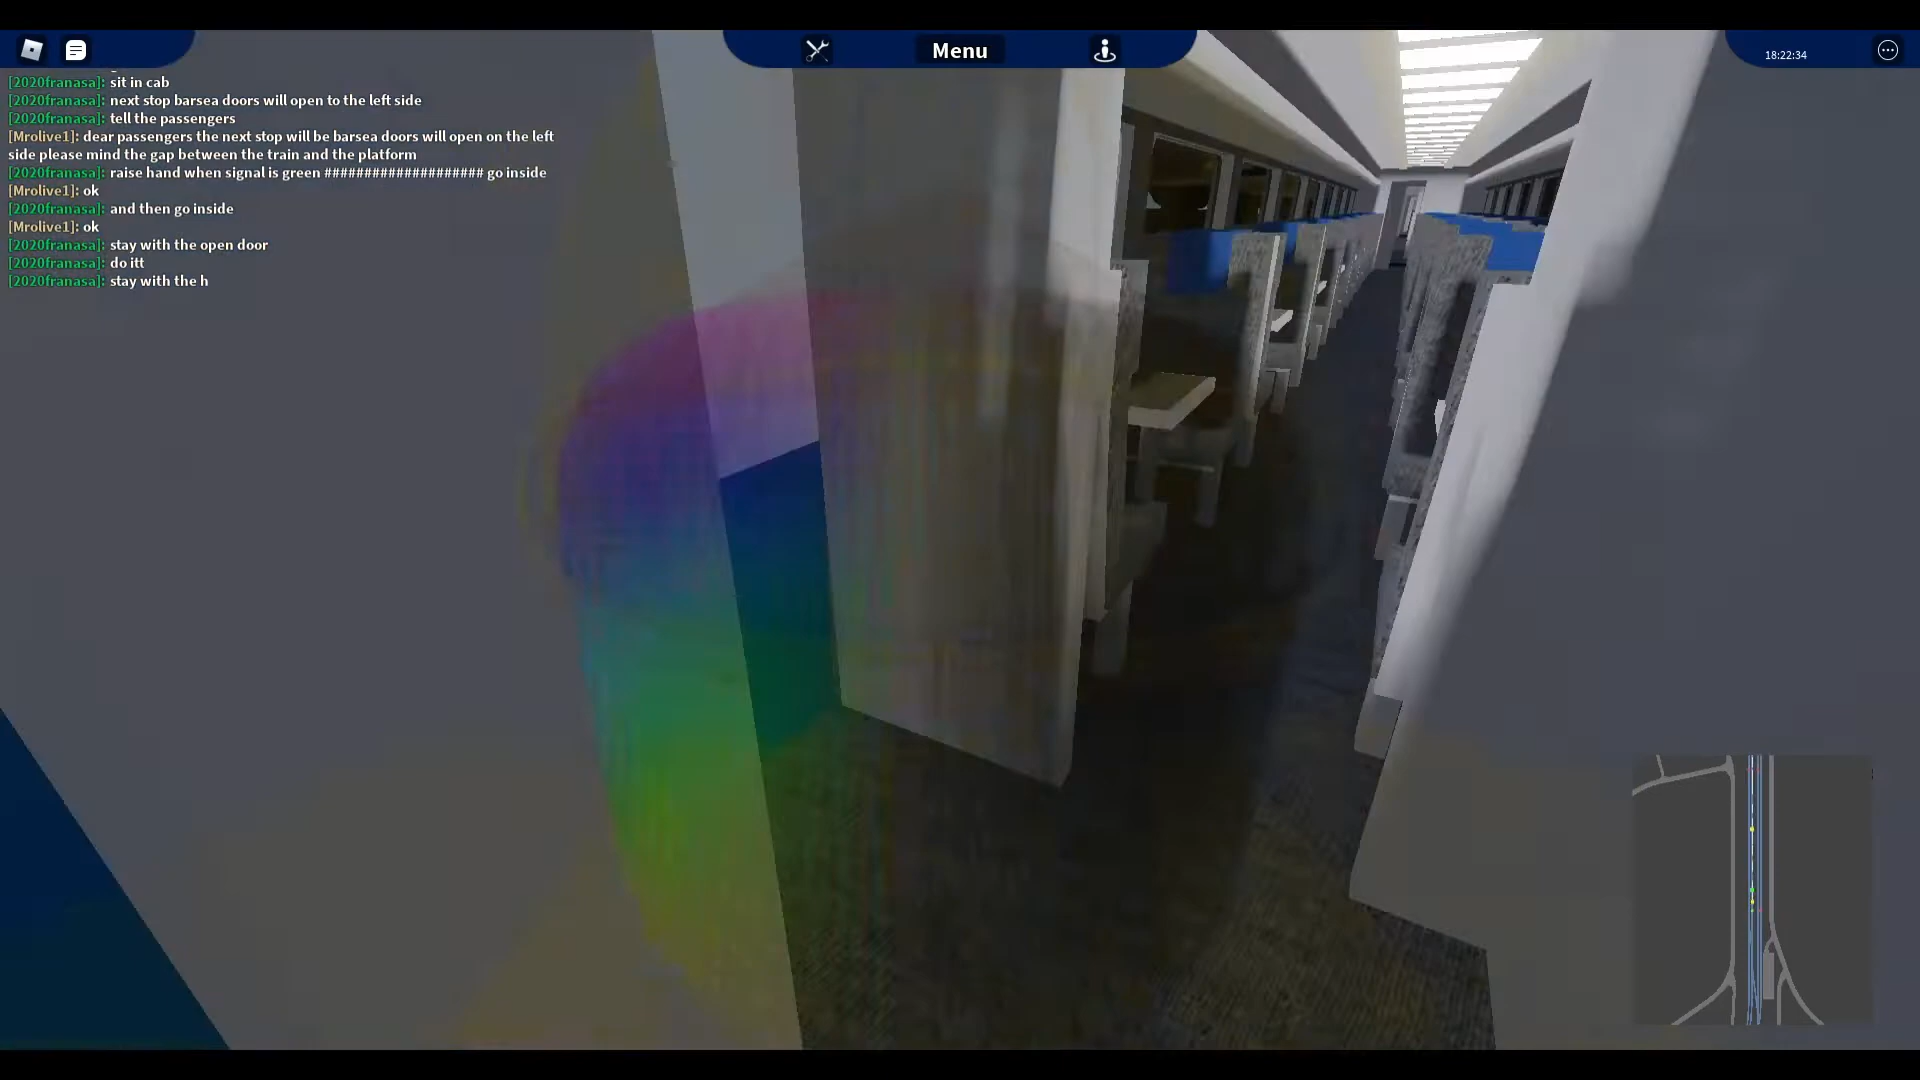 Menu
18:22:34
[2020franasa]: sit in cab
[2020franasa]: next stop barsea doors will open to the left side
[2020franasa]: tell the passengers
[Mrolive1]: dear passengers the next stop will be barsea doors will open on the left
side please mind the gap between the train and the platform
[2020franasa]: raise hand when signal is green #################### go inside
[Mrolive1]: ok
[2020franasa]: and then go inside
[Mrolive1]: ok
[2020franasa]: stay with the open door
[2020franasa]: do itt
[2020franasa]: stay with the h